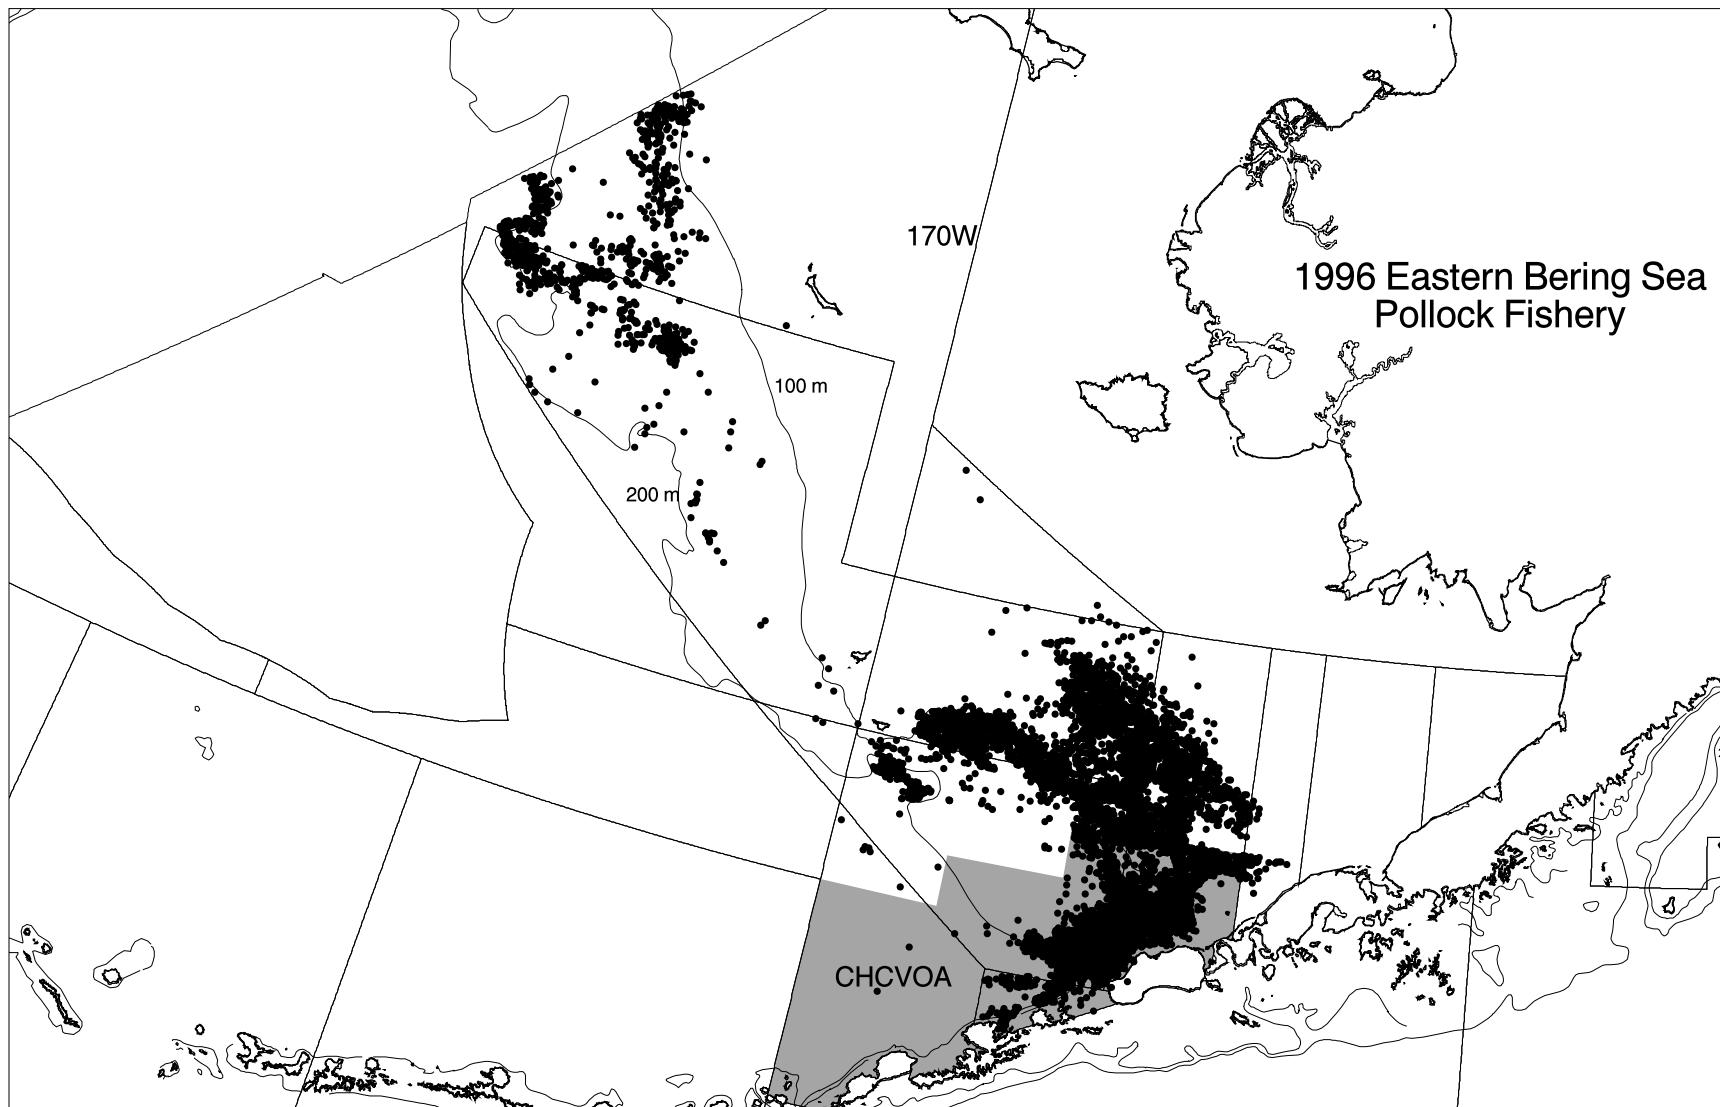 170W
1996 Eastern Bering Sea
Pollock Fishery
100 m
200 m
CHCVOA